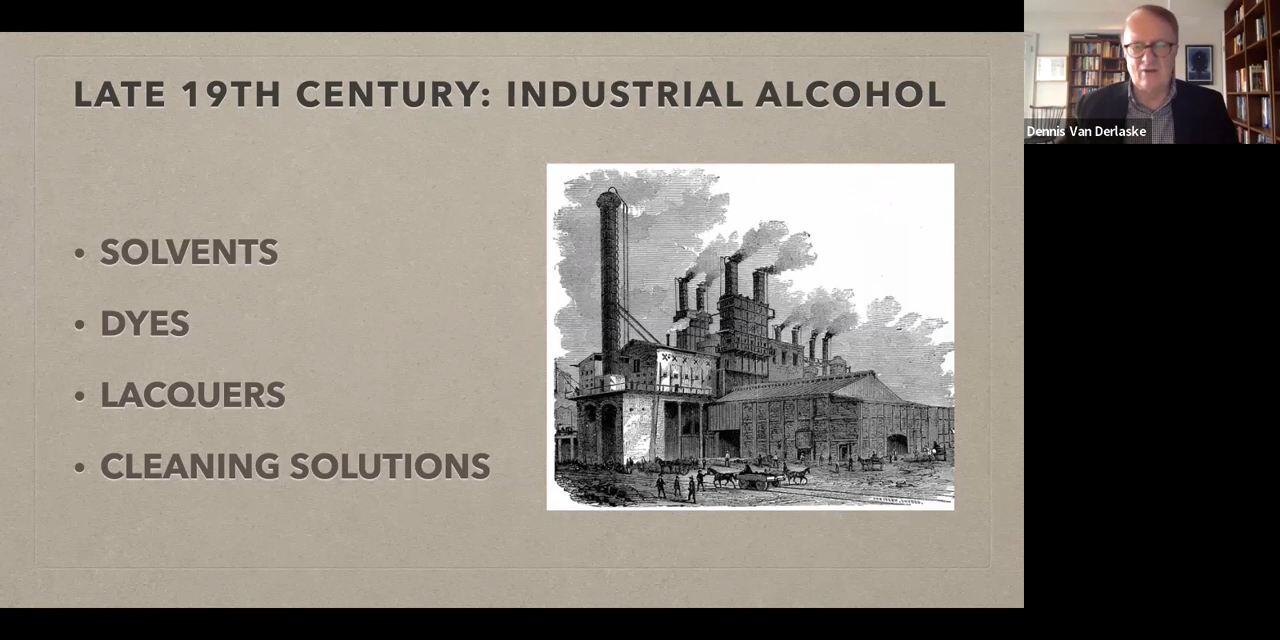 LATE 19TH CENTURY: INDUSTRIAL ALCOHOL
• SOLVENTS
• DYES
• LACQUERS
• CLEANING SOLUTIONS
Dennis Van Derlaske